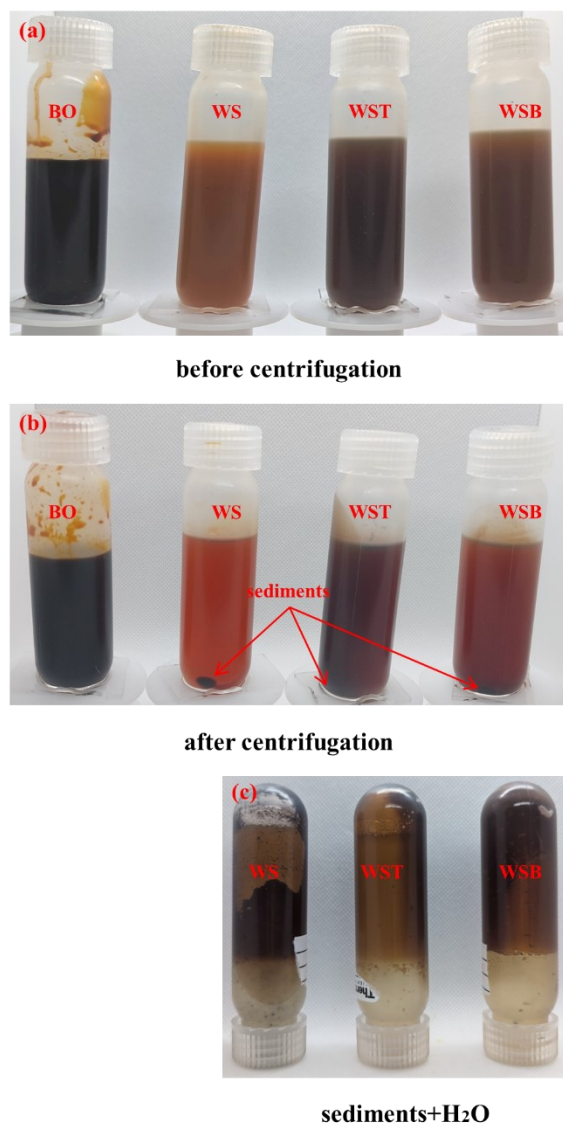 (a)
BO WS WST WSB
before centrifugation
(b)
BO WS WST WSB
sediments
after centrifugation
(c)
WS WST WSB
sediments+H₂O